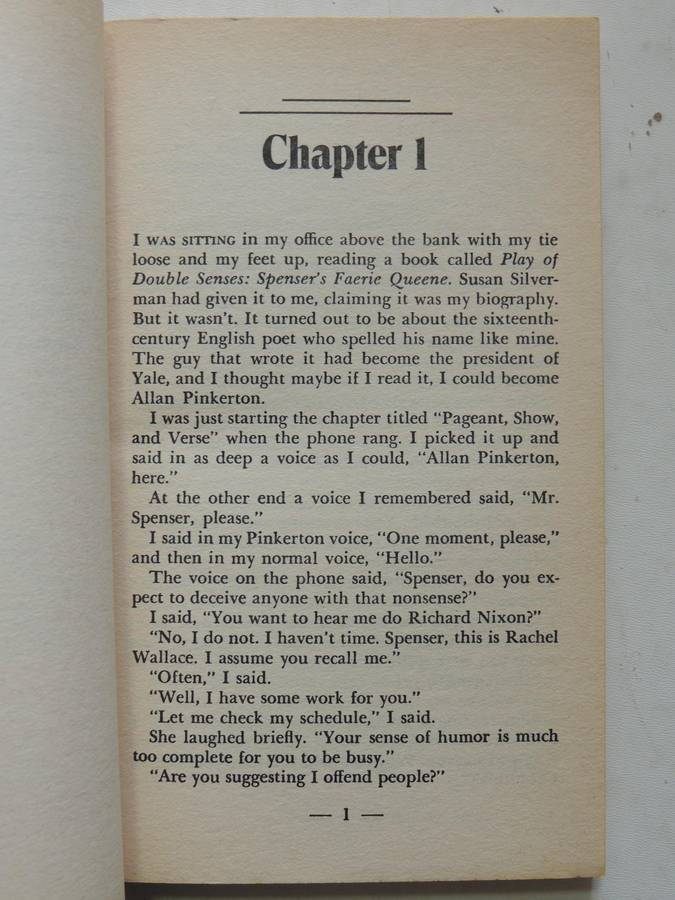 Chapter 1
I WAS SITTING in my office above the bank with my tie
loose and my feet up, reading a book called Play of
Double Senses: Spenser's Faerie Queene. Susan Silver-
man had given it to me, claiming it was my biography.
But it wasn't. It turned out to be about the sixteenth-
century English poet who spelled his name like mine.
The guy that wrote it had become the president of
Yale, and I thought maybe if I read it, I could become
Allan Pinkerton.
I was just starting the chapter titled “Pageant, Show,
and Verse” when the phone rang. I picked it up and
said in as deep a voice as I could, “Allan Pinkerton,
here.”
At the other end a voice I remembered said, “Mr.
Spenser, please.”
I said in my Pinkerton voice, “One moment, please,”
and then in my normal voice, “Hello.”
The voice on the phone said, “Spenser, do you ex-
pect to deceive anyone with that nonsense?”
I said, “You want to hear me do Richard Nixon?”
“No, I do not. I haven't time. Spenser, this is Rachel
Wallace. I assume you recall me.”
“Often,” I said.
“Well, I have some work for you.”
“Let me check my schedule,” I said.
She laughed briefly. “Your sense of humor is much
too complete for you to be busy.”
“Are you suggesting I offend people?”
— 1 —